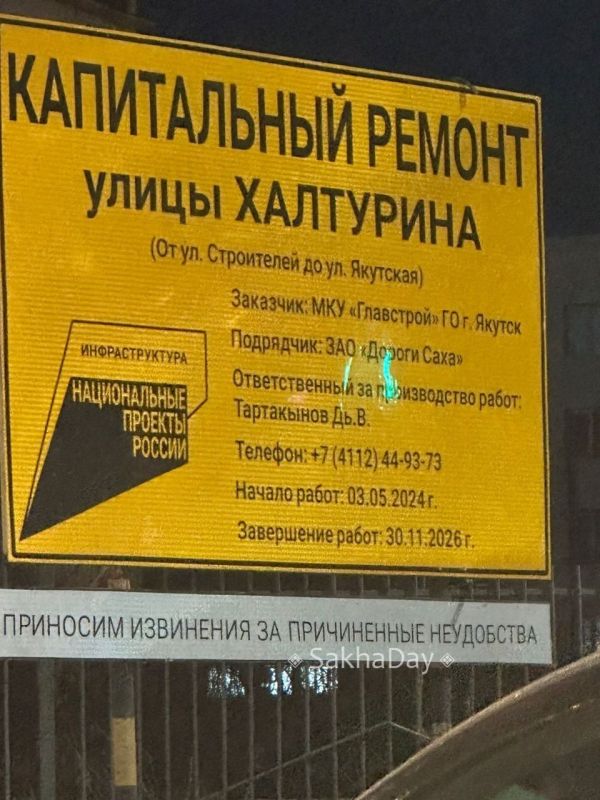 КАПИТАЛЬНЫЙ РЕМОНТ
улицы ХАЛТУРИНА
(От ул. Строителей до ул. Якутская)
Заказчик: МКУ «Главстрой» ГО г. Якутск
Подрядчик: ЗАО «Дороги Саха»
Ответственный за производство работ:
Тартакынов Дь.В.
Телефон: +7 (4112) 44-93-73
Начало работ: 03.05.2024 г.
Завершение работ: 30.11.2026 г.
ИНФРАСТРУКТУРА
НАЦИОНАЛЬНЫЕ
ПРОЕКТЫ
РОССИИ
ПРИНОСИМ ИЗВИНЕНИЯ ЗА ПРИЧИНЕННЫЕ НЕУДОБСТВА
SakhaDay